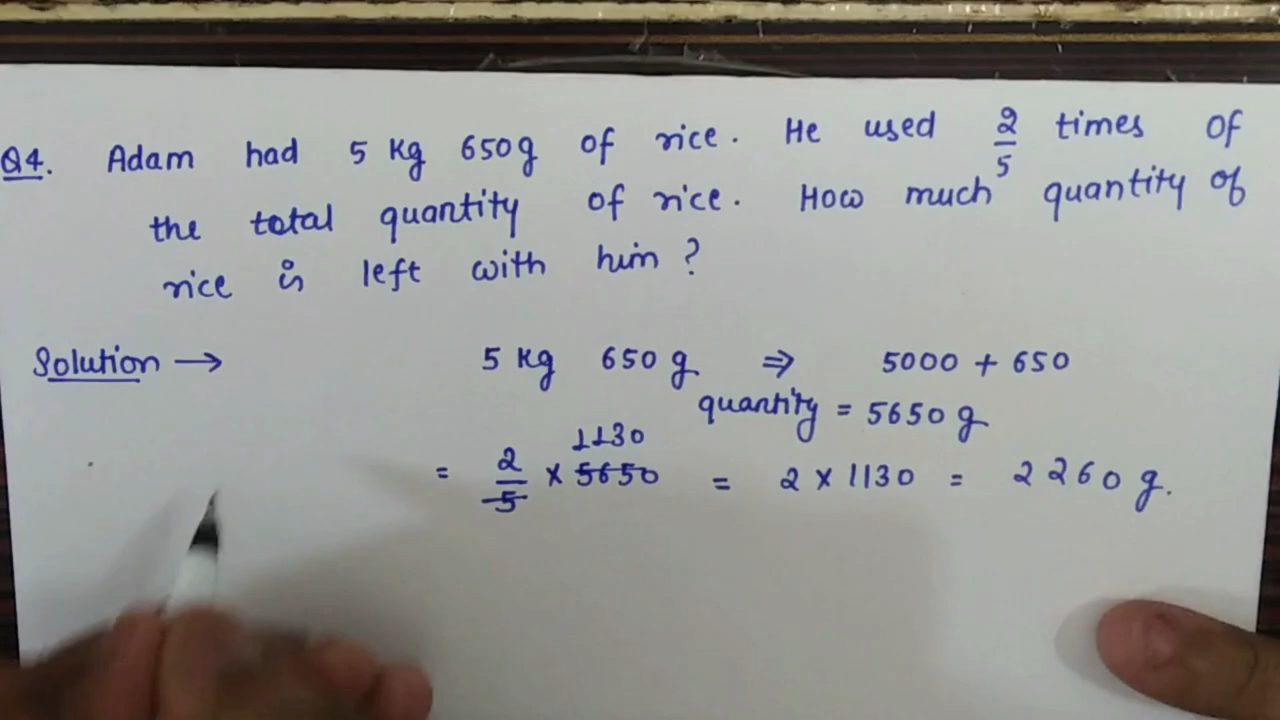 Q4. Adam had 5 Kg 650g of rice. He used 2/5 times of
the total quantity of rice. How much quantity of
rice is left with him ?
Solution → 5 Kg 650 g ⇒ 5000 + 650
quantity = 5650 g
1130
= 2/5 × 5650 = 2 × 1130 = 2260 g.